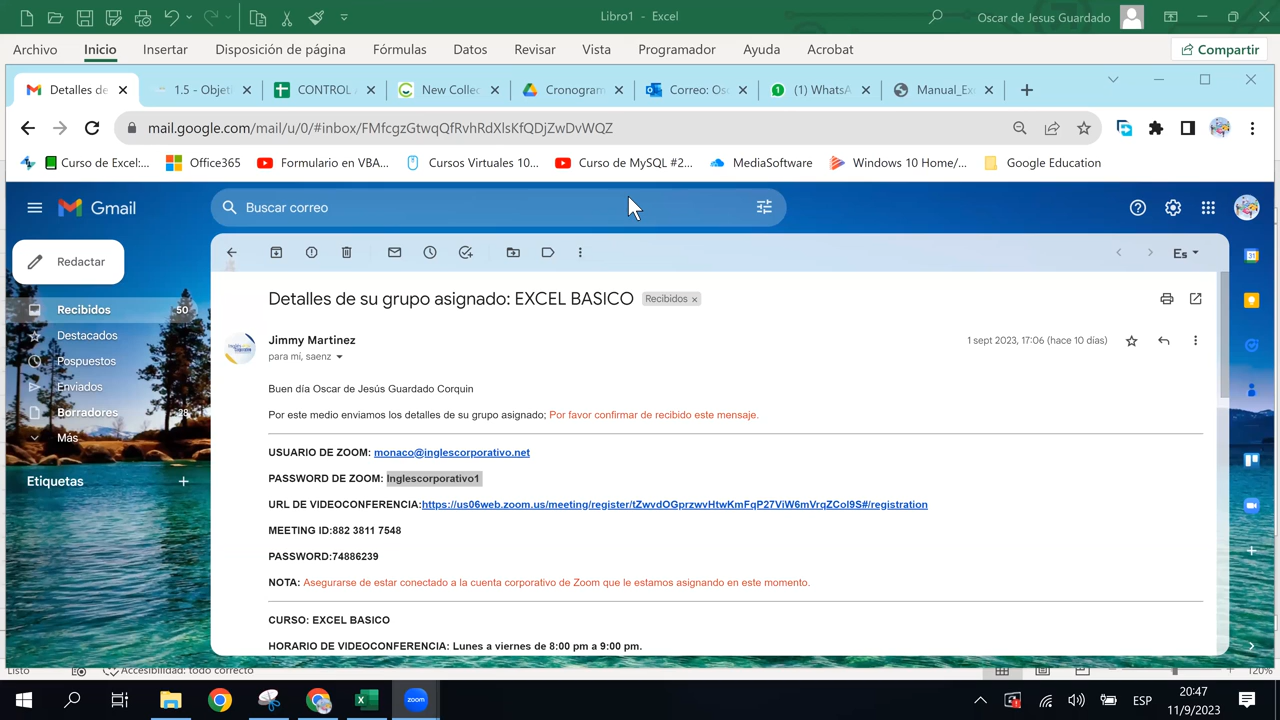 Libro1 - Excel
Oscar de Jesus Guardado
Archivo Inicio Insertar Disposición de página Fórmulas Datos Revisar Vista Programador Ayuda Acrobat Compartir
Detalles de 1.5 - Objet CONTROL New Collec Cronogram Correo: Os (1) WhatsA Manual_Ex
mail.google.com/mail/u/0/#inbox/FMfcgzGtwqQfRvhRdXlsKfQDjZwDvWQZ
Curso de Excel:... Office365 Formulario en VBA... Cursos Virtuales 10... Curso de MySQL #2... MediaSoftware Windows 10 Home/... Google Education
Gmail
Buscar correo
Redactar
Es
Recibidos 50
Destacados
Pospuestos
Enviados
Borradores 28
Más
Etiquetas
Detalles de su grupo asignado: EXCEL BASICO Recibidos x
Jimmy Martinez
1 sept 2023, 17:06 (hace 10 días)
para mí, saenz
Buen día Oscar de Jesús Guardado Corquin
Por este medio enviamos los detalles de su grupo asignado; Por favor confirmar de recibido este mensaje.
USUARIO DE ZOOM: monaco@inglescorporativo.net
PASSWORD DE ZOOM: Inglescorporativo1
URL DE VIDEOCONFERENCIA:https://us06web.zoom.us/meeting/register/tZwvdOGprzwvHtwKmFqP27ViW6mVrqZCol9S#/registration
MEETING ID:882 3811 7548
PASSWORD:74886239
NOTA: Asegurarse de estar conectado a la cuenta corporativo de Zoom que le estamos asignando en este momento.
CURSO: EXCEL BASICO
HORARIO DE VIDEOCONFERENCIA: Lunes a viernes de 8:00 pm a 9:00 pm.
Listo
Accesibilidad: todo correcto
120%
zoom
ESP
20:47
11/9/2023